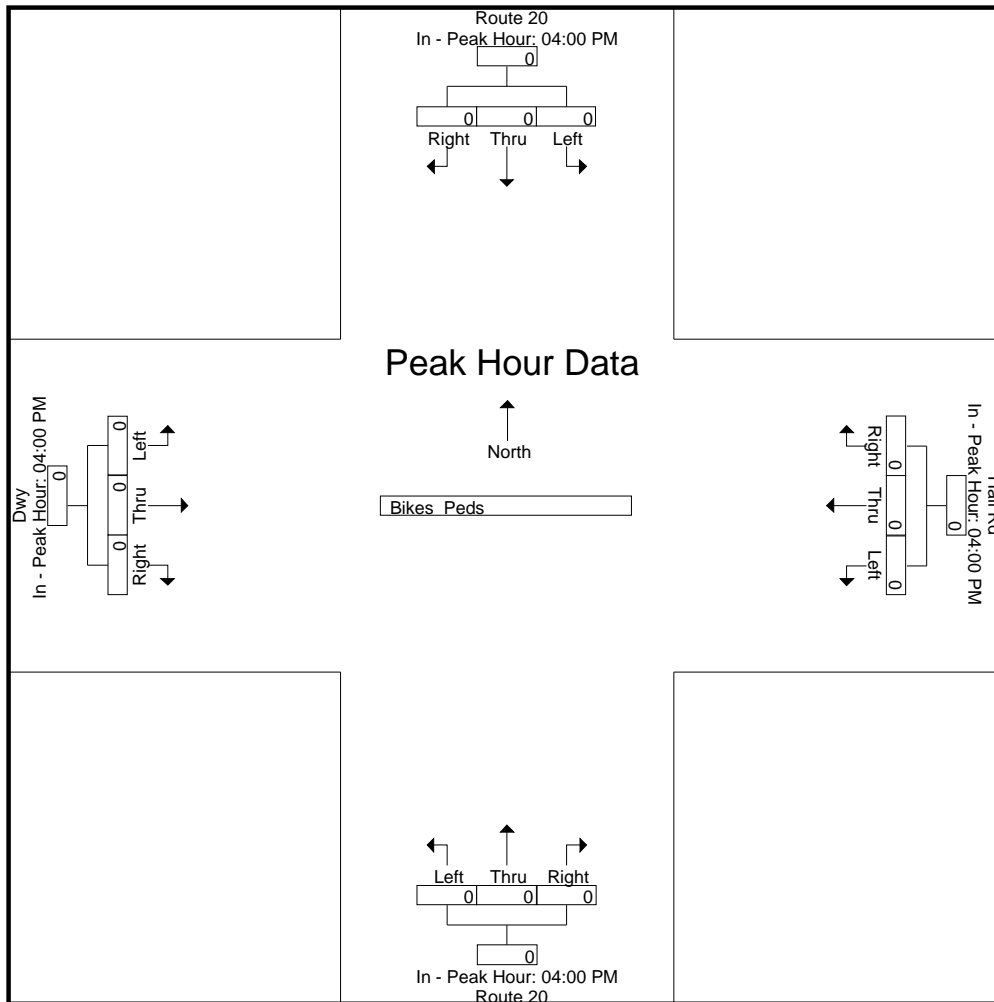 Route 20
In - Peak Hour: 04:00 PM
0
0 0 0
Right Thru Left
Peak Hour Data
North
Bikes Peds
Dwy
In - Peak Hour: 04:00 PM
0
0 0 0
Left Thru Right
Rd
In - Peak Hour: 04:00 PM
0
0 0 0
Right Thru Left
Left Thru Right
0 0 0
0
In - Peak Hour: 04:00 PM
Route 20